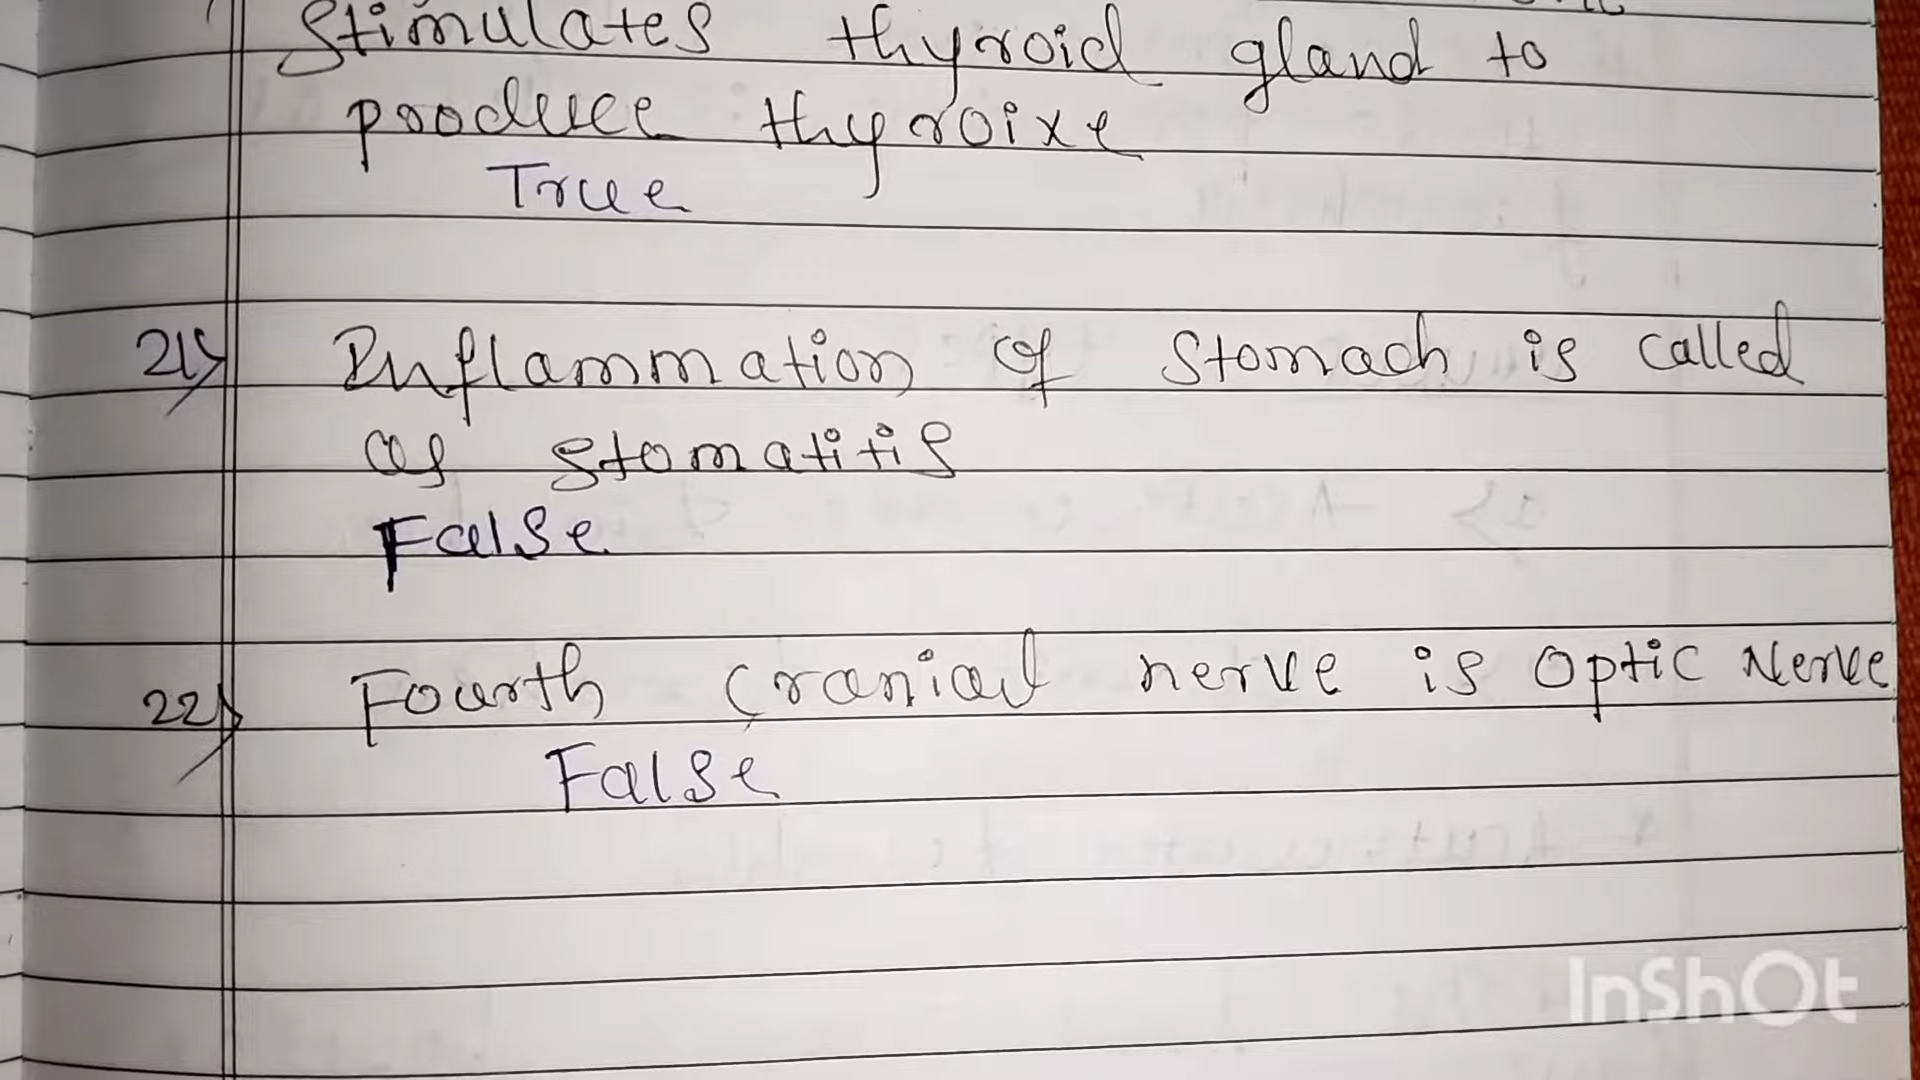 Stimulates thyroid gland to
produce thyroixe
True
21) Inflammation of Stomach is called
as stomatitis
False
22) Fourth Cranial nerve is optic Nerve
False
InShOt